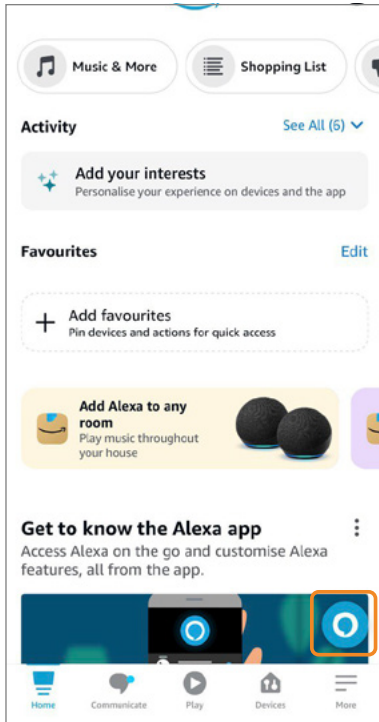 Music & More
Shopping List
Activity
See All (6)
Add your interests
Personalise your experience on devices and the app
Favourites
Edit
Add favourites
Pin devices and actions for quick access
Add Alexa to any
room
Play music throughout
your house
Get to know the Alexa app
Access Alexa on the go and customise Alexa
features, all from the app.
Home
Communicate
Play
Devices
More